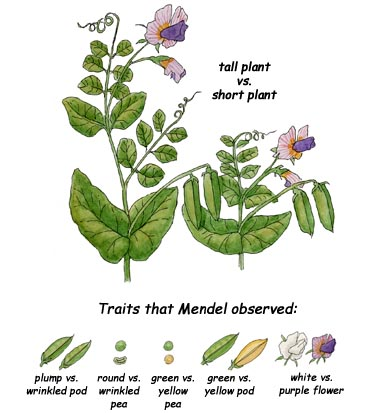 tall plant
vs.
short plant
Traits that Mendel observed:
plump vs.
wrinkled pod
round vs.
wrinkled
pea
green vs.
yellow
pea
green vs.
yellow pod
white vs.
purple flower